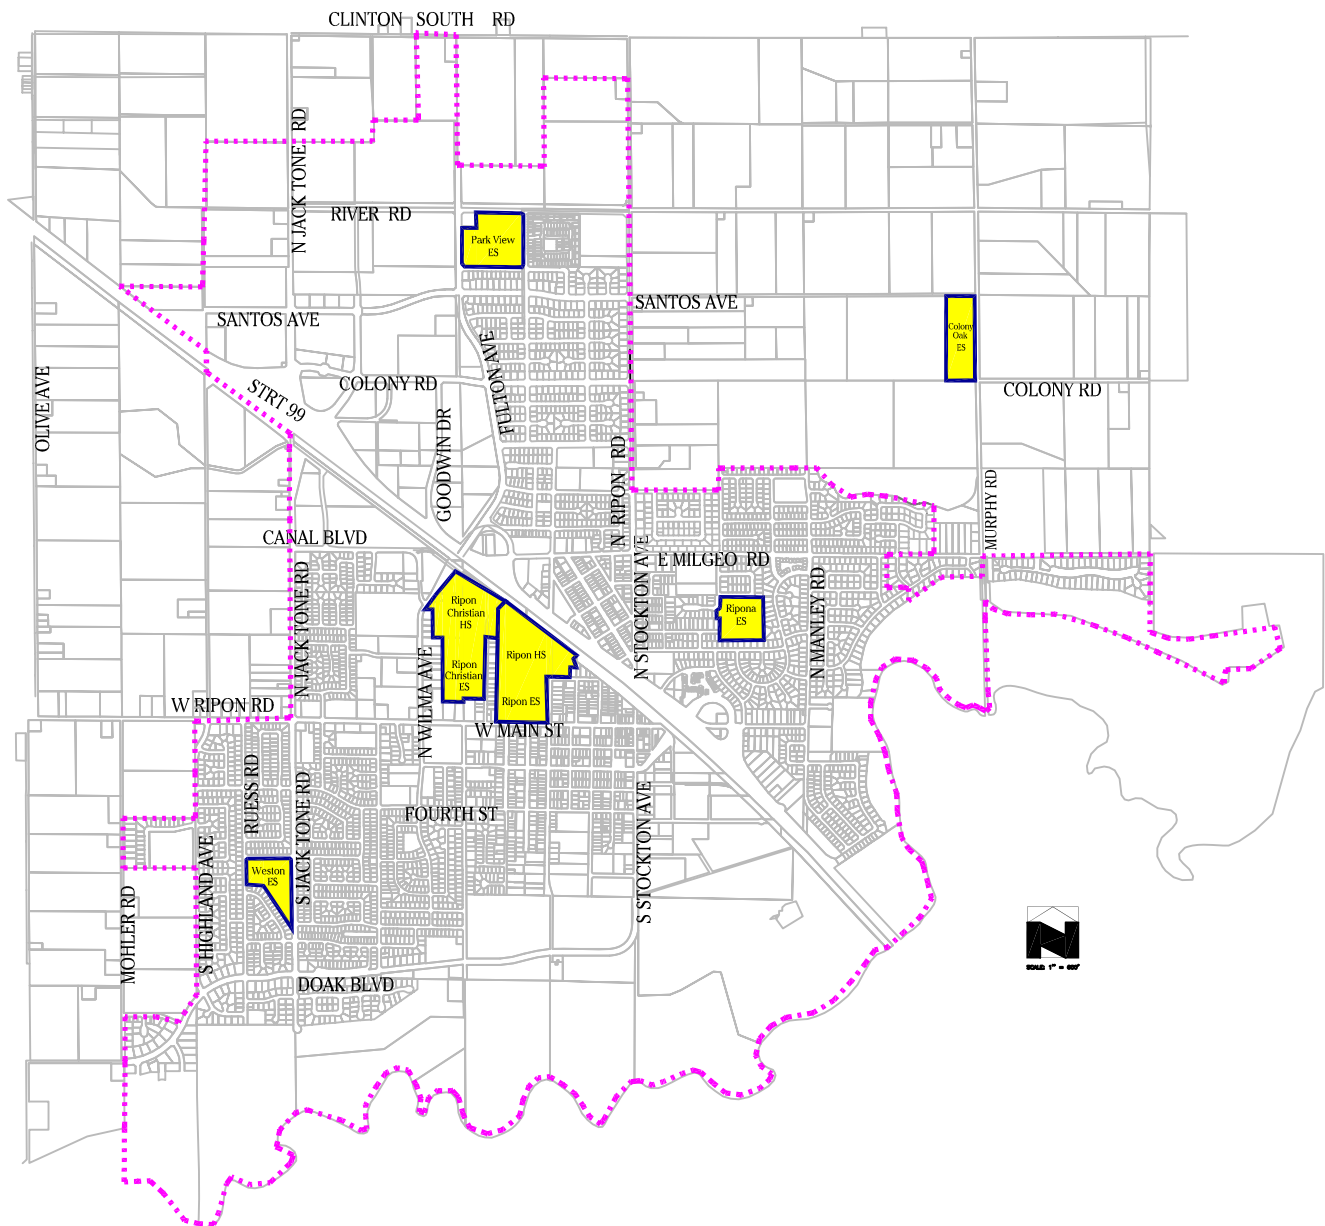 CLINTON SOUTH RD
N JACK TONE RD
RIVER RD
Park View
ES
SANTOS AVE
SANTOS AVE
Colony
Oak
ES
FULTON AVE
OLIVE AVE
STRT 99
COLONY RD
COLONY RD
GOODWIN DR
N RIPON RD
MURPHY RD
CANAL BLVD
E MILGEO RD
N JACK TONE RD
N STOCKTON AVE
N MANLEY RD
Ripon
Christian
HS
Ripona
ES
Ripon HS
Ripon
Christian
ES
N WILMA AVE
W RIPON RD
Ripon ES
W MAIN ST
RUESS RD
S JACK TONE RD
FOURTH ST
S STOCKTON AVE
Weston
ES
MOHLER RD
S HIGHLAND AVE
DOAK BLVD
N
SCALE: 1" = 600'